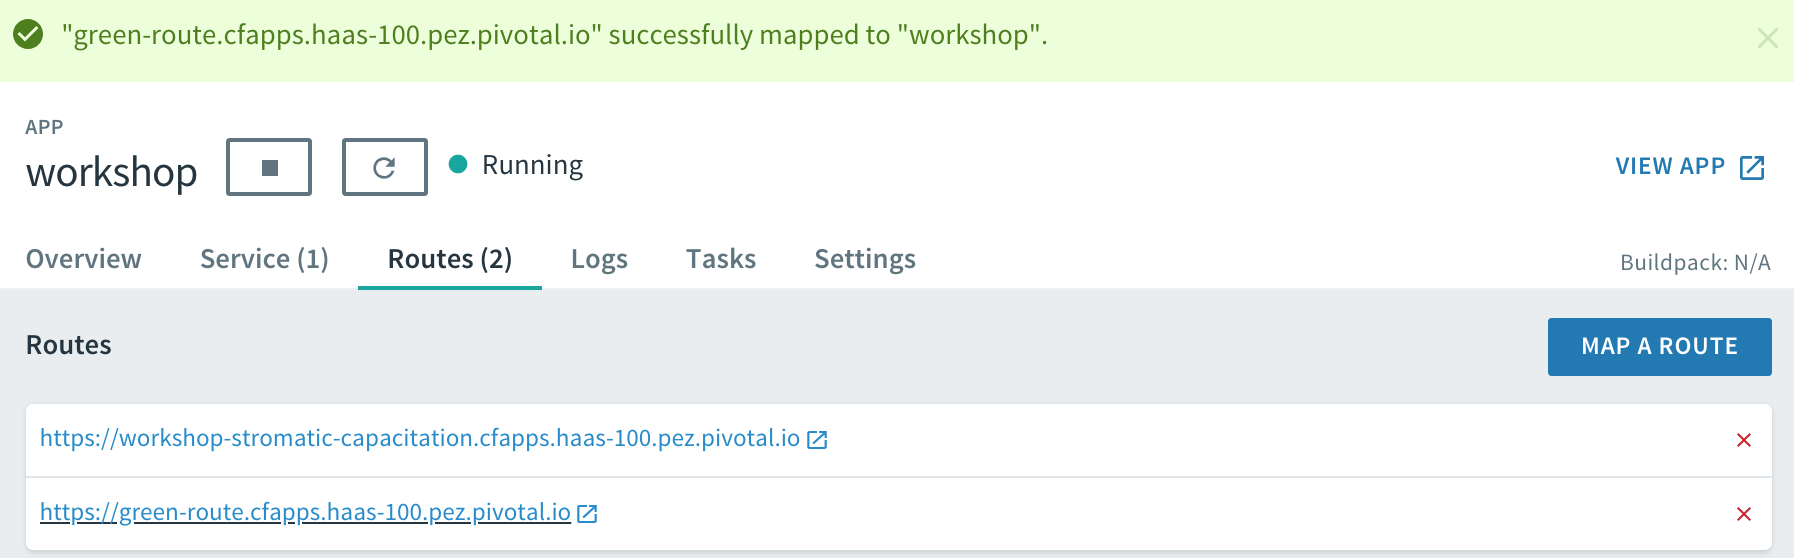 "green-route.cfapps.haas-100.pez.pivotal.io" successfully mapped to "workshop".
APP
workshop
Running
VIEW APP
Overview
Service (1)
Routes (2)
Logs
Tasks
Settings
Buildpack: N/A
Routes
MAP A ROUTE
https://workshop-stromatic-capacitation.cfapps.haas-100.pez.pivotal.io
https://green-route.cfapps.haas-100.pez.pivotal.io